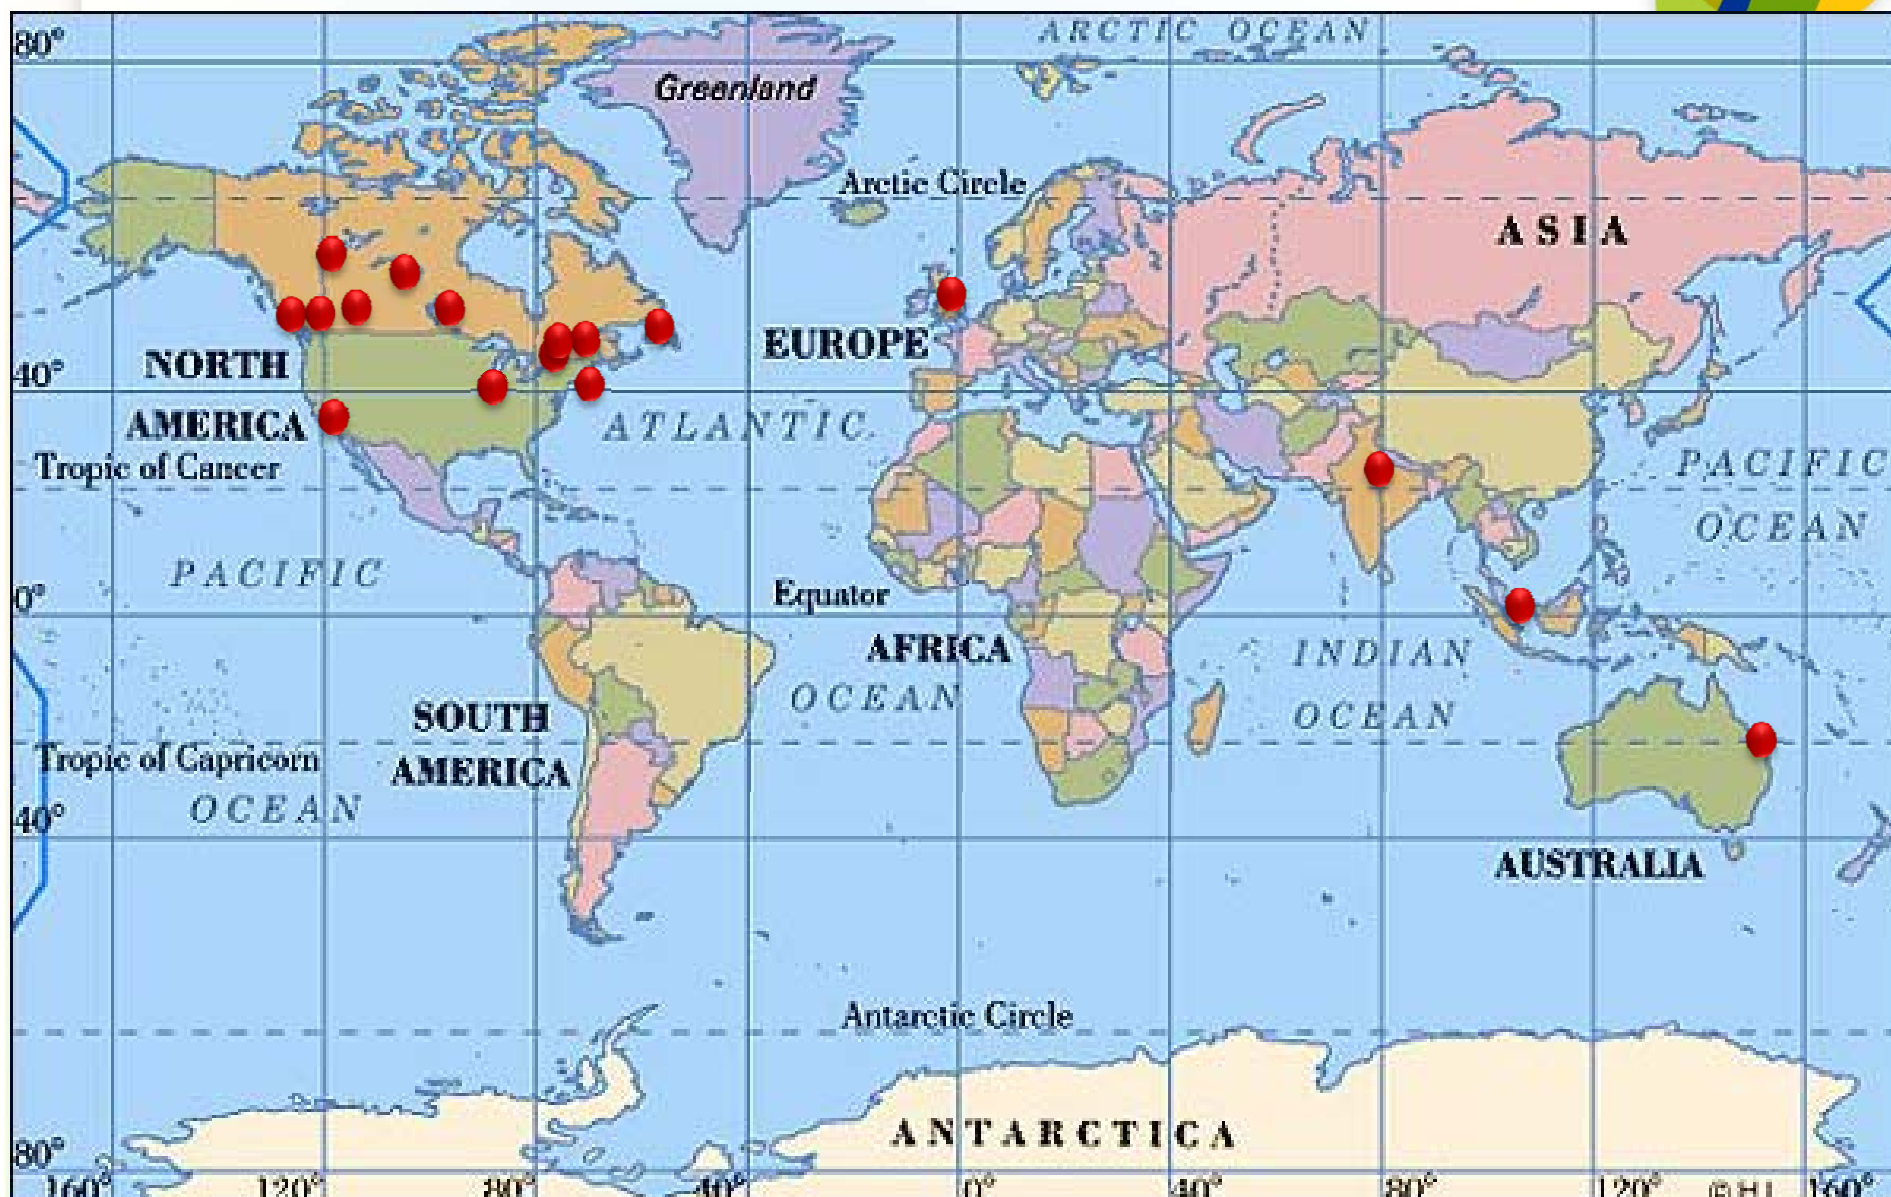 80°
ARCTIC OCEAN
Greenland
Arctic Circle
ASIA
EUROPE
NORTH
40°
AMERICA
ATLANTIC
Tropic of Cancer
PACIFIC
OCEAN
PACIFIC
0°
Equator
AFRICA
INDIAN
OCEAN
OCEAN
SOUTH
AMERICA
Tropic of Capricorn
OCEAN
40°
AUSTRALIA
Antarctic Circle
ANTARCTICA
80°
160° 120° 80° 40° 0° 40° 80° 120° 160°